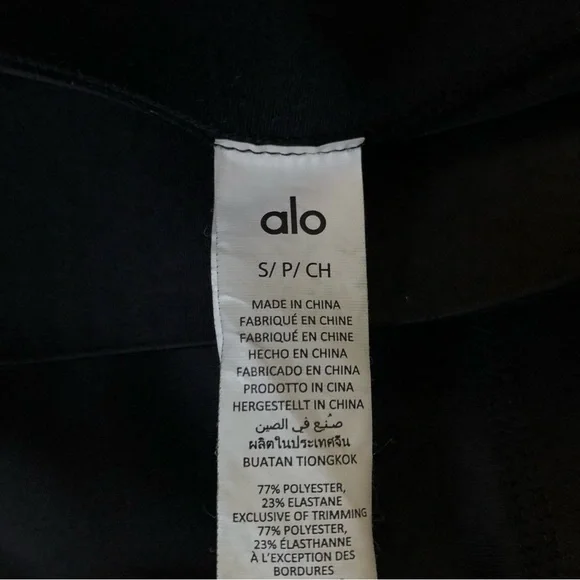 alo
S/ P/ CH
MADE IN CHINA
FABRIQUÉ EN CHINE
FABRIQUÉ EN CHINE
HECHO EN CHINA
FABRICADO EN CHINA
PRODOTTO IN CINA
HERGESTELLT IN CHINA
صُنع في الصين
ผลิตในประเทศจีน
BUATAN TIONGKOK
77% POLYESTER,
23% ELASTANE
EXCLUSIVE OF TRIMMING
77% POLYESTER,
23% ÉLASTHANNE
À L'EXCEPTION DES
BORDURES